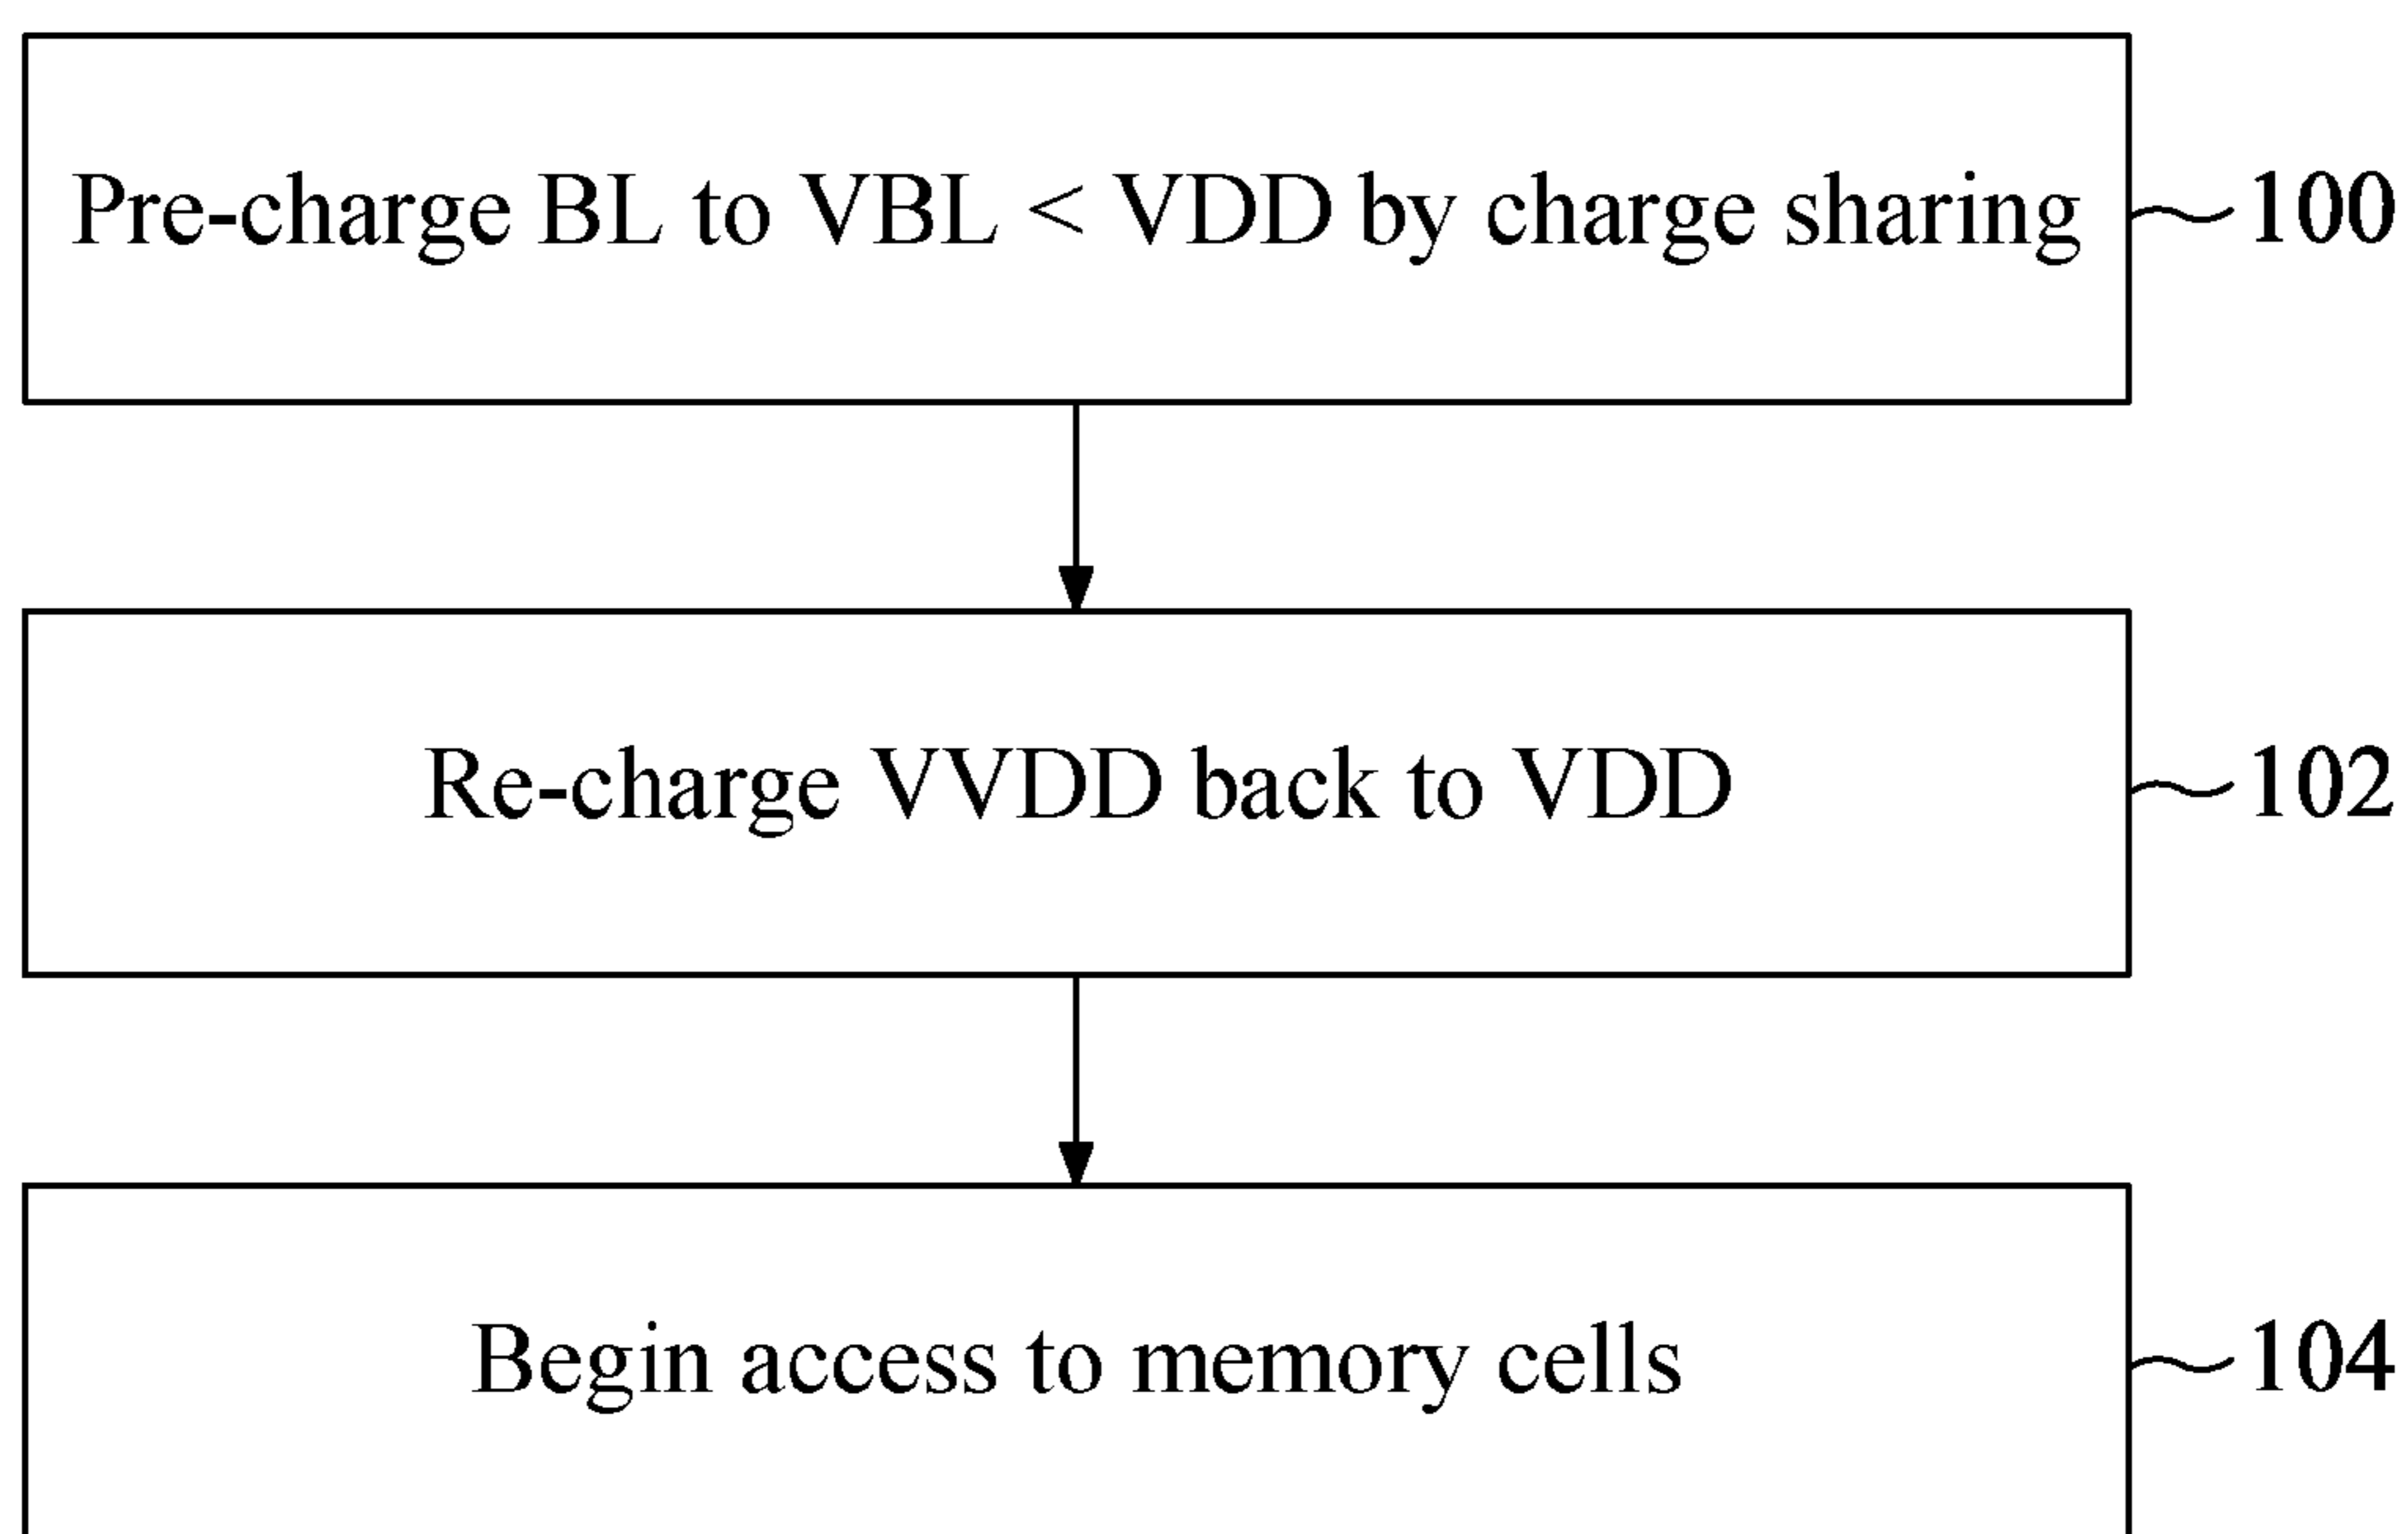 Pre-charge BL to VBL < VDD by charge sharing 100
Re-charge VVDD back to VDD 102
Begin access to memory cells 104